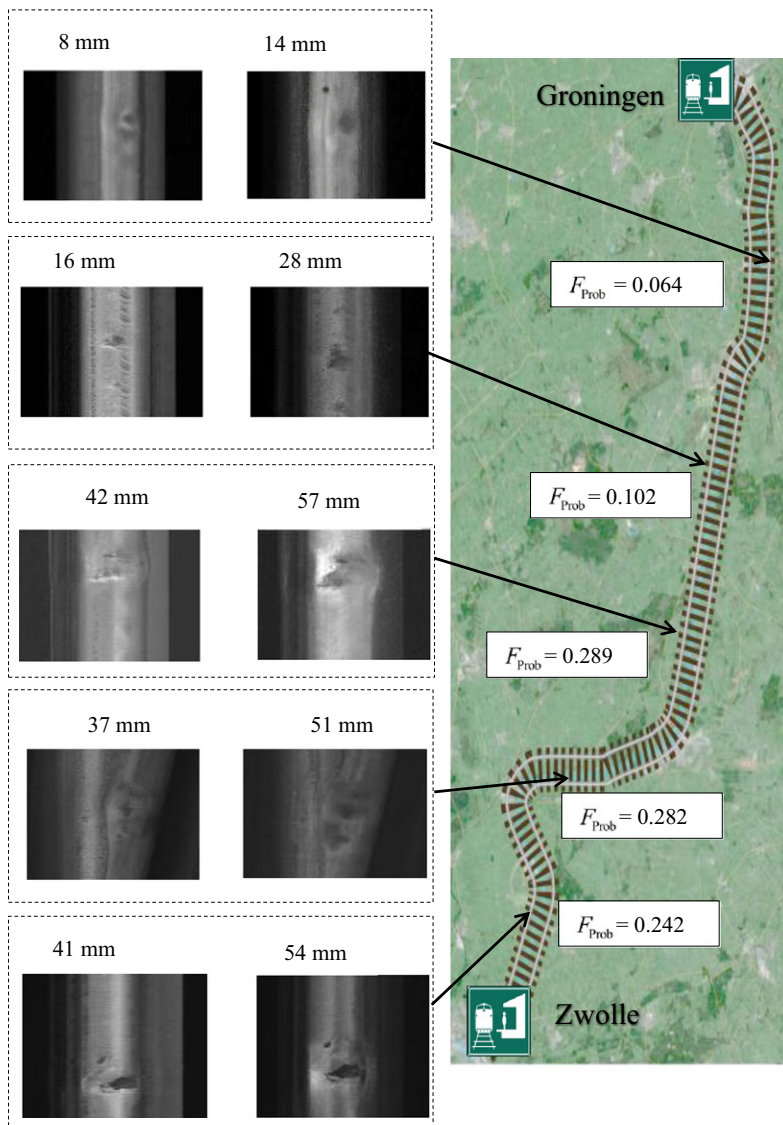 8 mm
14 mm
Groningen
F_Prob = 0.064
16 mm
28 mm
F_Prob = 0.102
42 mm
57 mm
F_Prob = 0.289
37 mm
51 mm
F_Prob = 0.282
41 mm
54 mm
F_Prob = 0.242
Zwolle